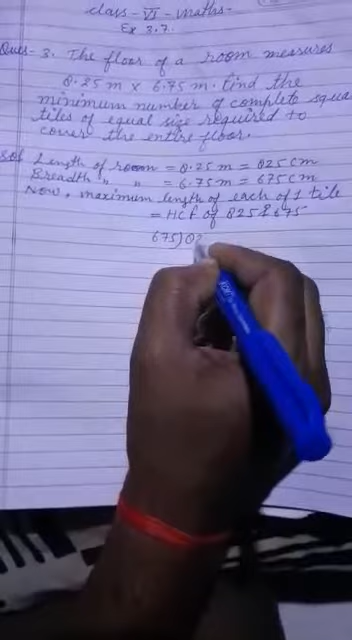 class - VI - maths -
Ex 3.7.
Ques- 3. The floor of a room measures
8.25 m x 6.75 m. find the
minimum number of complete squa
tiles of equal size required to
cover the entire floor.
Sol Length of room = 8.25 m = 825 cm
Breadth " " = 6.75 m = 675 cm
Now, maximum length of each of 1 tile
= HCF of 825 & 675
675)82